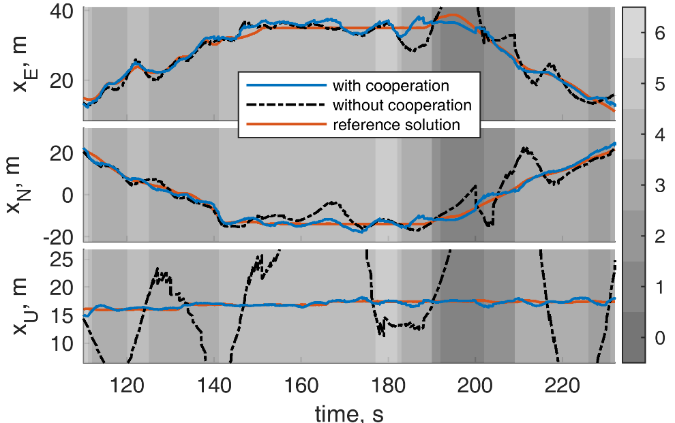 40
20
x_E, m
6
5
4
3
2
1
0
with cooperation
without cooperation
reference solution
20
0
-20
x_N, m
25
20
15
10
x_U, m
120 140 160 180 200 220
time, s